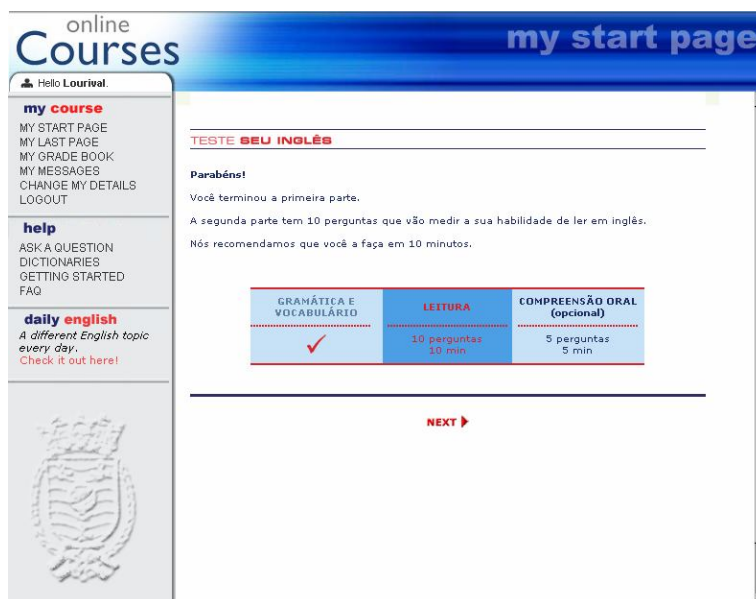 online
Courses
my start page
Hello Lourival.
my course
MY START PAGE
MY LAST PAGE
MY GRADE BOOK
MY MESSAGES
CHANGE MY DETAILS
LOGOUT
help
ASK A QUESTION
DICTIONARIES
GETTING STARTED
FAQ
daily english
A different English topic
every day.
Check it out here!
TESTE SEU INGLÊS
Parabéns!
Você terminou a primeira parte.
A segunda parte tem 10 perguntas que vão medir a sua habilidade de ler em inglês.
Nós recomendamos que você a faça em 10 minutos.
GRAMÁTICA E
VOCABULÁRIO
LEITURA
10 perguntas
10 min
COMPREENSÃO ORAL
(opcional)
5 perguntas
5 min
NEXT